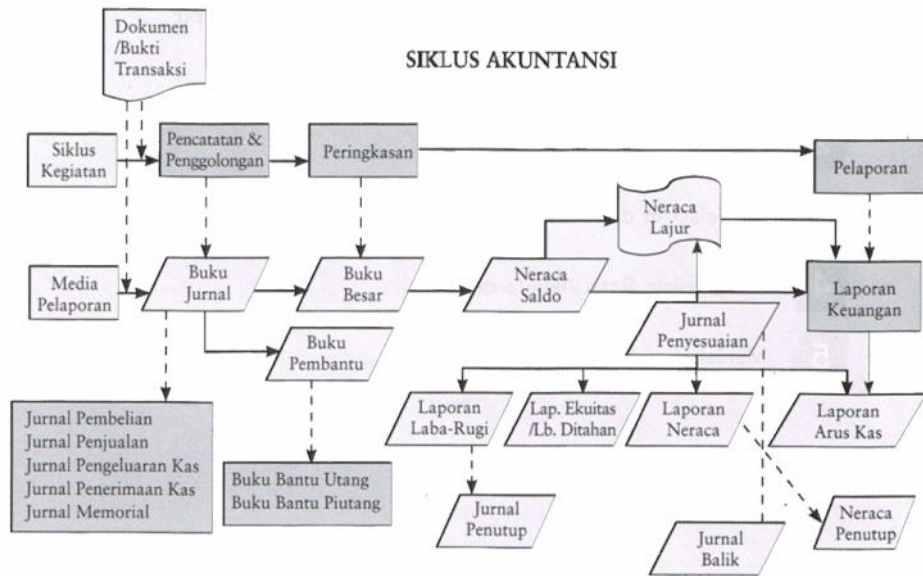 Dokumen
/Bukti
Transaksi
SIKLUS AKUNTANSI
Siklus
Kegiatan
Pencatatan &
Penggolongan
Peringkasan
Pelaporan
Neraca
Lajur
Media
Pelaporan
Buku
Jurnal
Buku
Besar
Neraca
Saldo
Laporan
Keuangan
Jurnal
Penyesuaian
Buku
Pembantu
Laporan
Laba-Rugi
Lap. Ekuitas
/Lb. Ditahan
Laporan
Neraca
Laporan
Arus Kas
Jurnal Pembelian
Jurnal Penjualan
Jurnal Pengeluaran Kas
Jurnal Penerimaan Kas
Jurnal Memorial
Buku Bantu Utang
Buku Bantu Piutang
Jurnal
Penutup
Jurnal
Balik
Neraca
Penutup